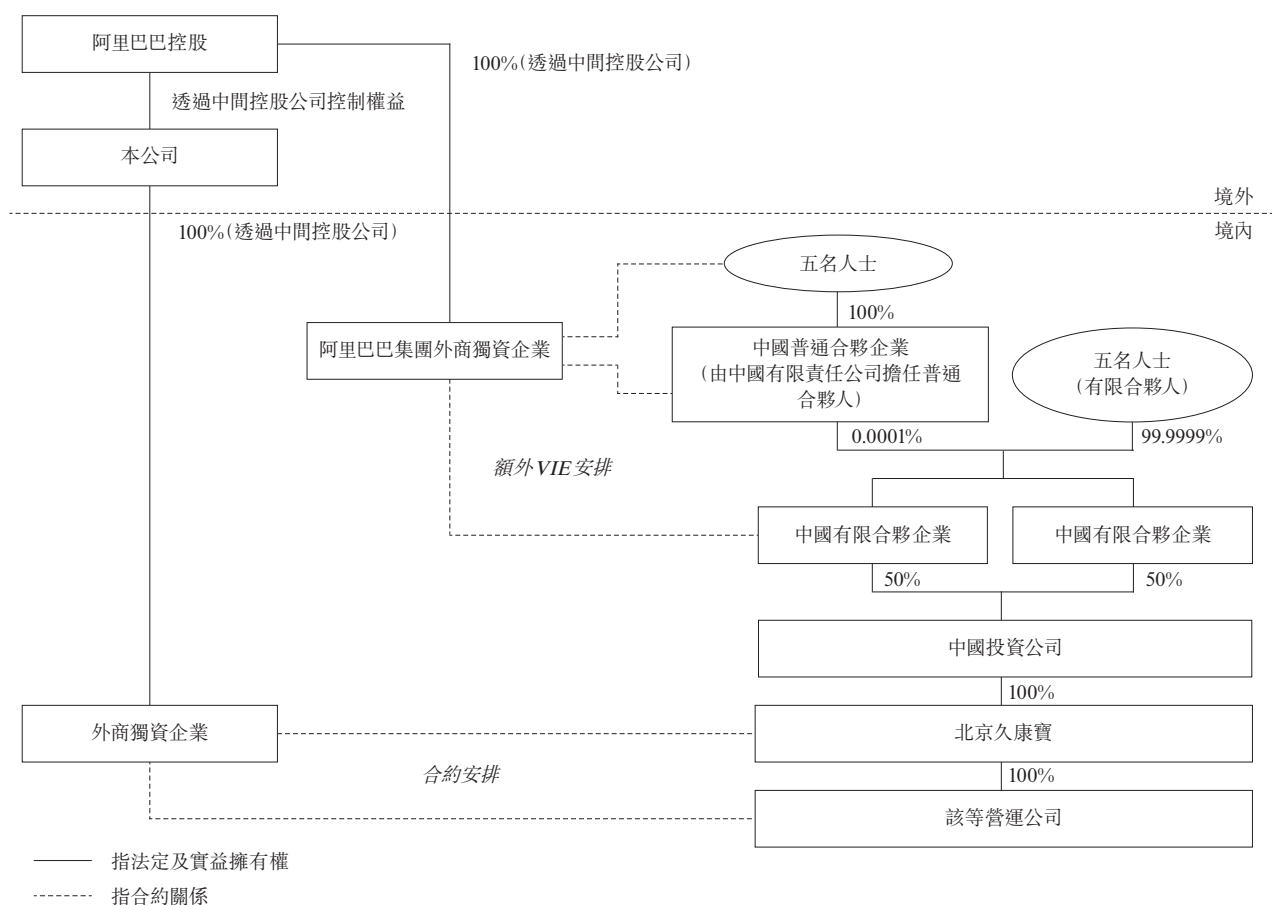 阿里巴巴控股
100%(透過中間控股公司)
透過中間控股公司控制權益
本公司
境外
100%(透過中間控股公司)
境內
五名人士
100%
阿里巴巴集團外商獨資企業
中國普通合夥企業
(由中國有限責任公司擔任普通
合夥人)
五名人士
(有限合夥人)
0.0001%
99.9999%
額外VIE安排
中國有限合夥企業
中國有限合夥企業
50%
50%
中國投資公司
100%
外商獨資企業
北京久康寶
合約安排
100%
該等營運公司
指法定及實益擁有權
指合約關係